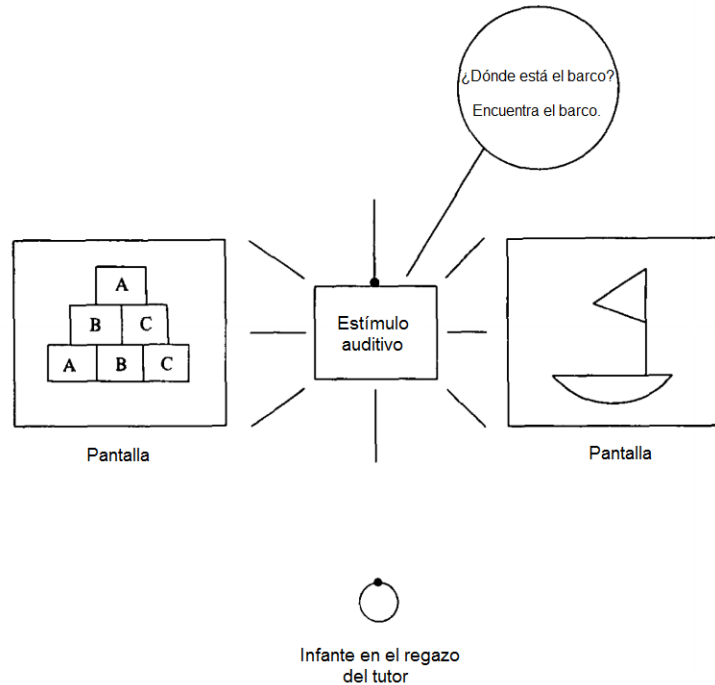 ¿Dónde está el barco?
Encuentra el barco.
A
B C
A B C
Estímulo
auditivo
Pantalla
Pantalla
Infante en el regazo
del tutor